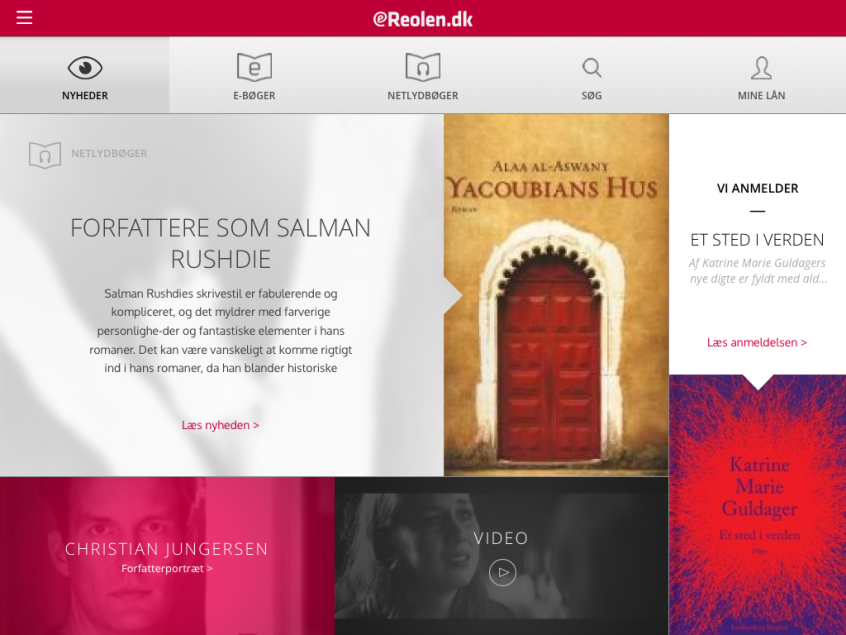 eReolen.dk
NYHEDER
E-BØGER
NETLYDBØGER
SØG
MINE LÅN
NETLYDBØGER
FORFATTERE SOM SALMAN
RUSHDIE
Salman Rushdies skrivestil er fabulerende og
kompliceret, og det myldrer med farverige
personlighe-der og fantastiske elementer i hans
romaner. Det kan være vanskeligt at komme rigtigt
ind i hans romaner, da han blander historiske
Læs nyheden >
ALAA AL-ASWANY
YACOUBIANS HUS
Roman
VI ANMELDER
ET STED I VERDEN
Af Katrine Marie Guldagers
nye digte er fyldt med ald...
Læs anmeldelsen >
Katrine
Marie
Guldager
Et sted i verden
Digte
CHRISTIAN JUNGERSEN
Forfatterportræt >
VIDEO